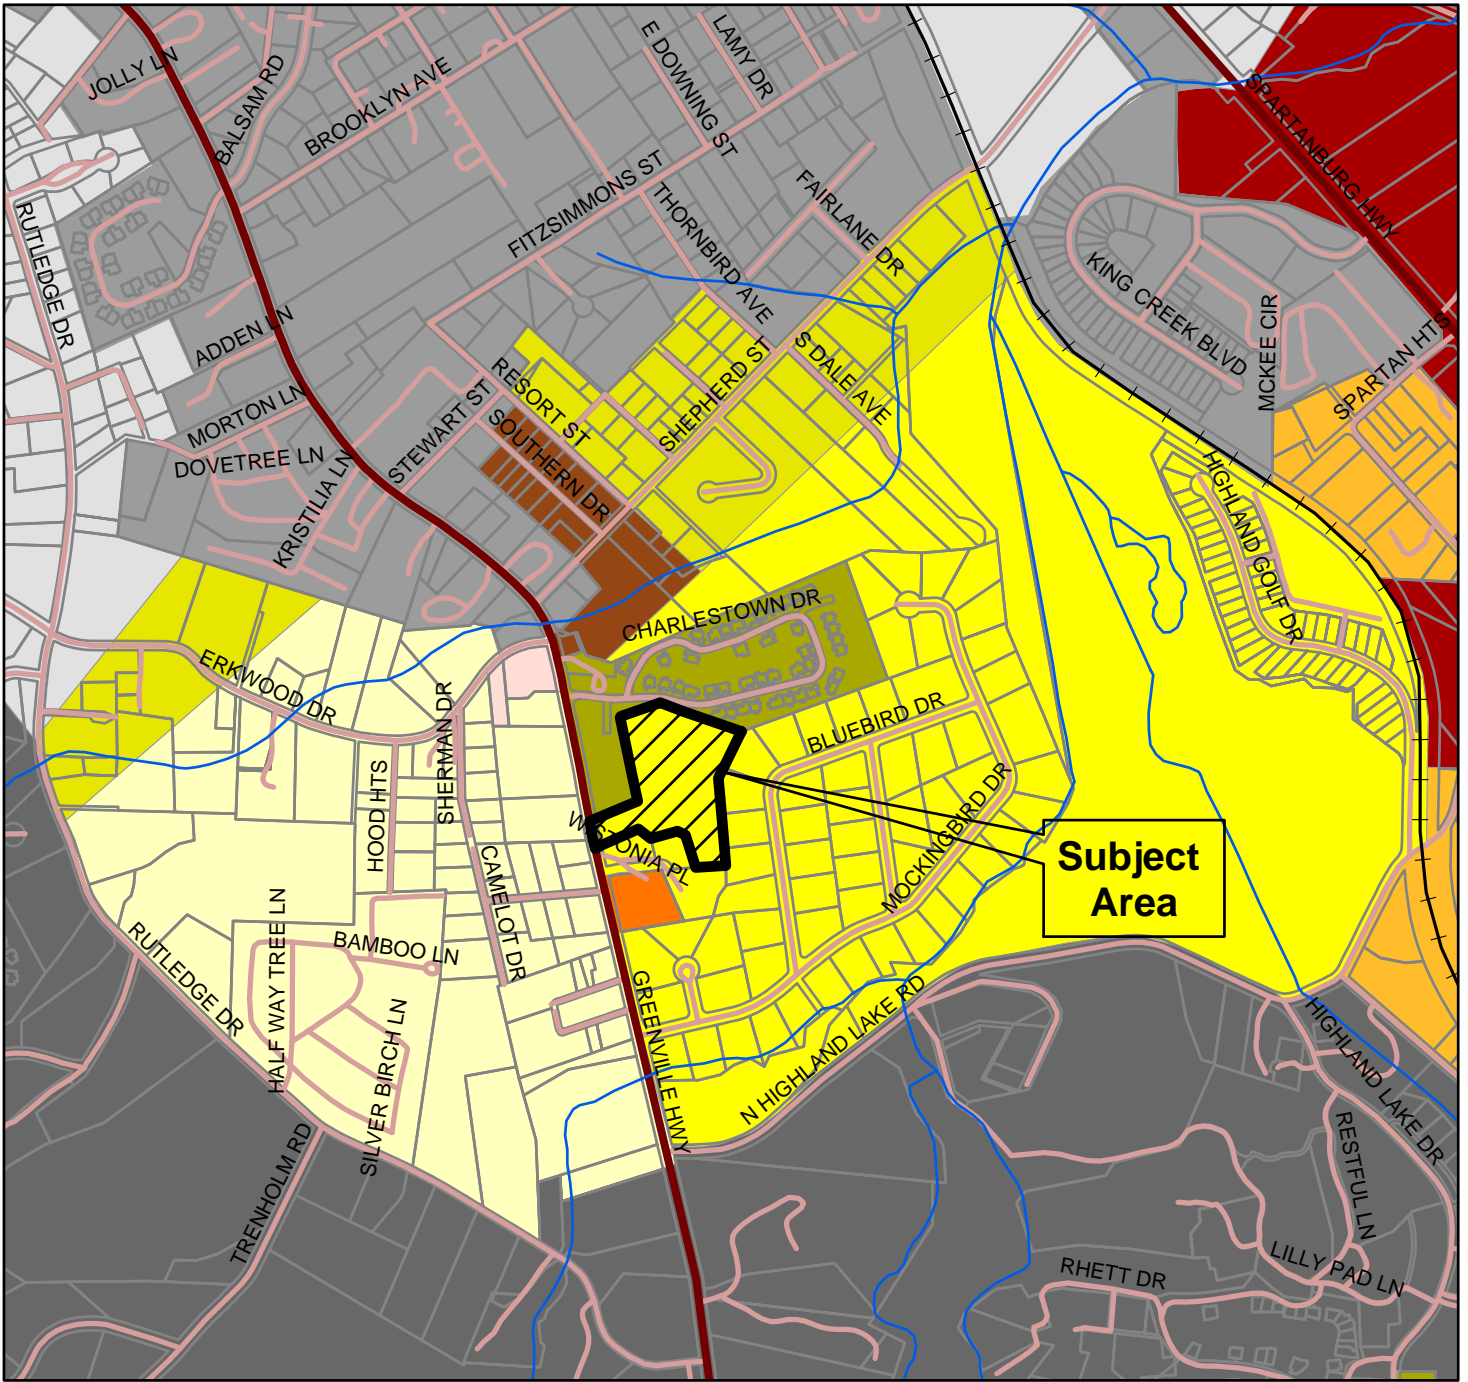 JOLLY LN
BALSAM RD
BROOKLYN AVE
E DOWNING ST
LAMY DR
SPARTANBURG HWY
RUTLEDGE DR
FITZSIMMONS ST
THORNBIRD AVE
FAIRLANE DR
KING CREEK BLVD
MCKEE CIR
SPARTAN HTS
ADDEN LN
MORTON LN
DOVETREE LN
KRISTILIA LN
STEWART ST
RESORT ST
SOUTHERN DR
SHEPHERD ST
S DALE AVE
HIGHLAND GOLF DR
CHARLESTOWN DR
ERKWOOD DR
SHERMAN DR
HOOD HTS
BLUEBIRD DR
MOCKINGBIRD DR
WISTONIA PL
CAMELOT DR
Subject
Area
HALF WAY TREE LN
BAMBOO LN
RUTLEDGE DR
SILVER BIRCH LN
GREENVILLE HWY
N HIGHLAND LAKE RD
HIGHLAND LAKE DR
TRENHOLM RD
RESTFUL LN
LILLY PAD LN
RHETT DR